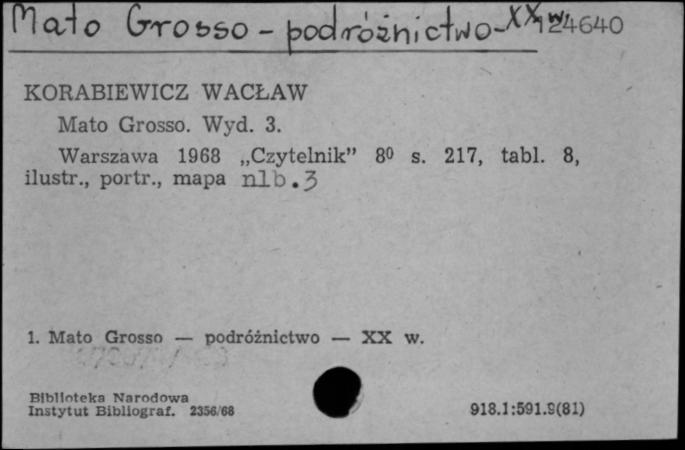 Mato Grosso - podróżnictwo - XX w.
124640
KORABIEWICZ WACŁAW
Mato Grosso. Wyd. 3.
Warszawa 1968 „Czytelnik” 8⁰ s. 217, tabl. 8,
ilustr., portr., mapa nlb. 3
1. Mato Grosso — podróżnictwo — XX w.
Biblioteka Narodowa
Instytut Bibliograf. 2356/68
918.1:591.9(81)